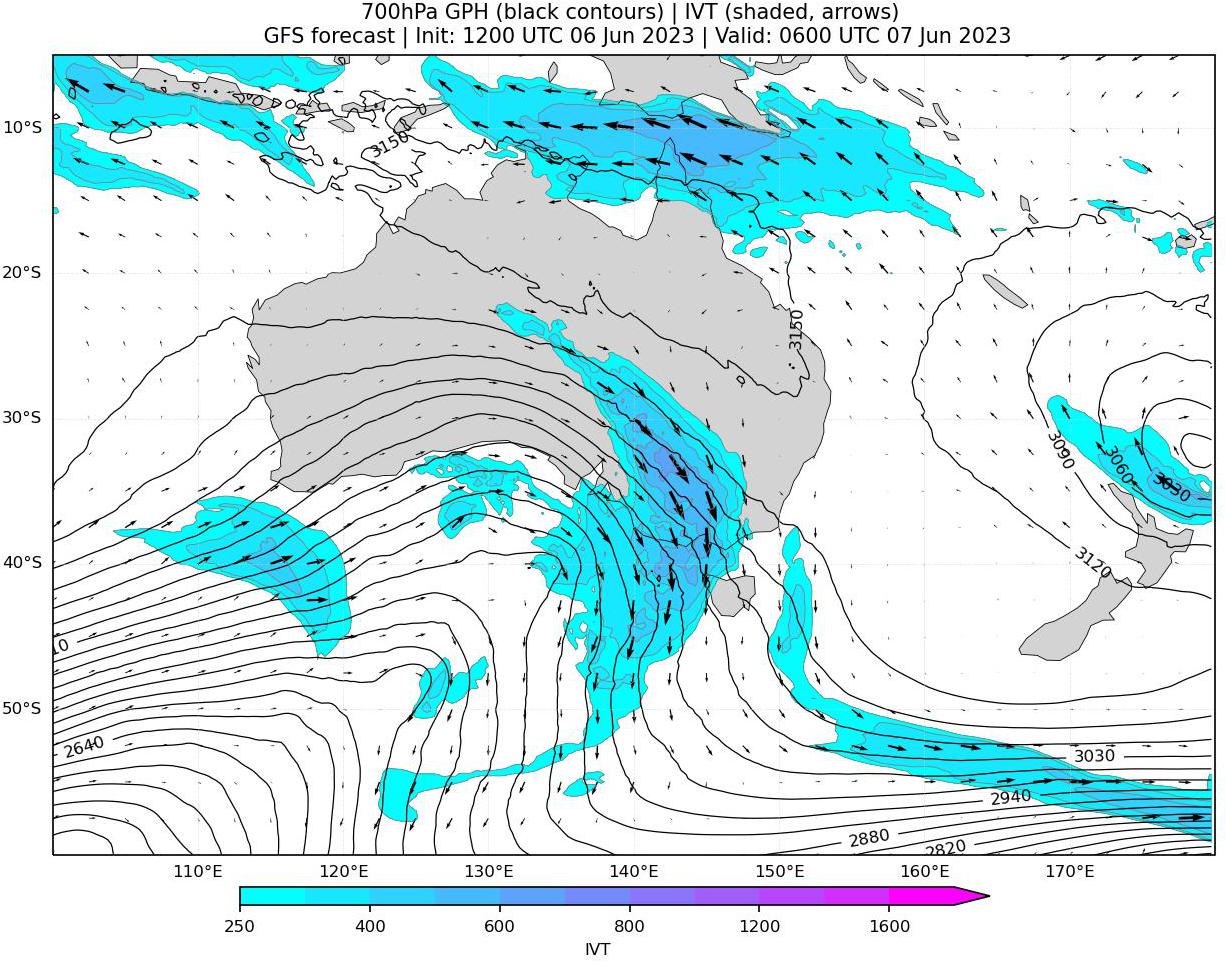 700hPa GPH (black contours) | IVT (shaded, arrows)
GFS forecast | Init: 1200 UTC 06 Jun 2023 | Valid: 0600 UTC 07 Jun 2023
10°S
3150
20°S
3150
30°S
3090
3060
3030
40°S
3120
10
50°S
2640
3030
2940
2880
2820
110°E 120°E 130°E 140°E 150°E 160°E 170°E
250 400 600 800 1200 1600
IVT